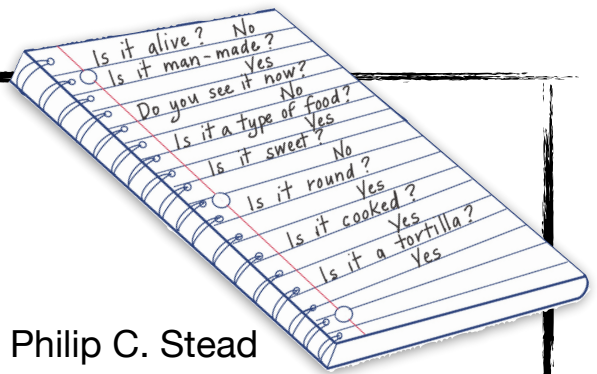 Is it alive? No
Is it man-made?
Yes
Do you see it now?
No
Is it a type of food?
Yes
Is it sweet?
No
Is it round?
Yes
Is it cooked?
Yes
Is it a tortilla?
Yes
Philip C. Stead